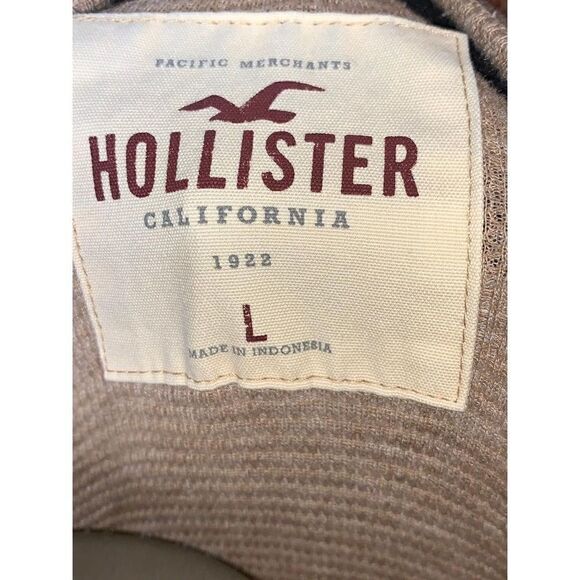 PACIFIC MERCHANTS
HOLLISTER
CALIFORNIA
1922
L
MADE IN INDONESIA